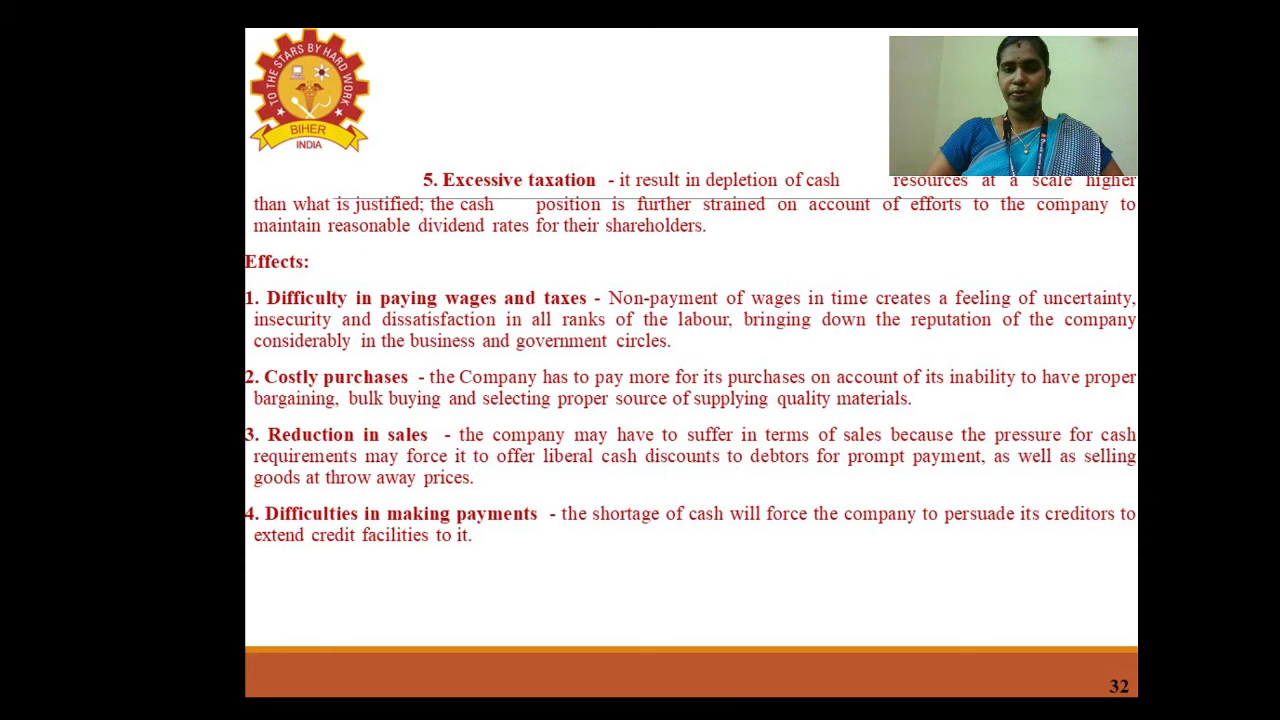 TO THE STARS BY HARD WORK
BIHER
INDIA
5. Excessive taxation - it result in depletion of cash resources at a scale higher
than what is justified; the cash position is further strained on account of efforts to the company to
maintain reasonable dividend rates for their shareholders.
Effects:
1. Difficulty in paying wages and taxes - Non-payment of wages in time creates a feeling of uncertainty,
insecurity and dissatisfaction in all ranks of the labour, bringing down the reputation of the company
considerably in the business and government circles.
2. Costly purchases - the Company has to pay more for its purchases on account of its inability to have proper
bargaining, bulk buying and selecting proper source of supplying quality materials.
3. Reduction in sales - the company may have to suffer in terms of sales because the pressure for cash
requirements may force it to offer liberal cash discounts to debtors for prompt payment, as well as selling
goods at throw away prices.
4. Difficulties in making payments - the shortage of cash will force the company to persuade its creditors to
extend credit facilities to it.
32